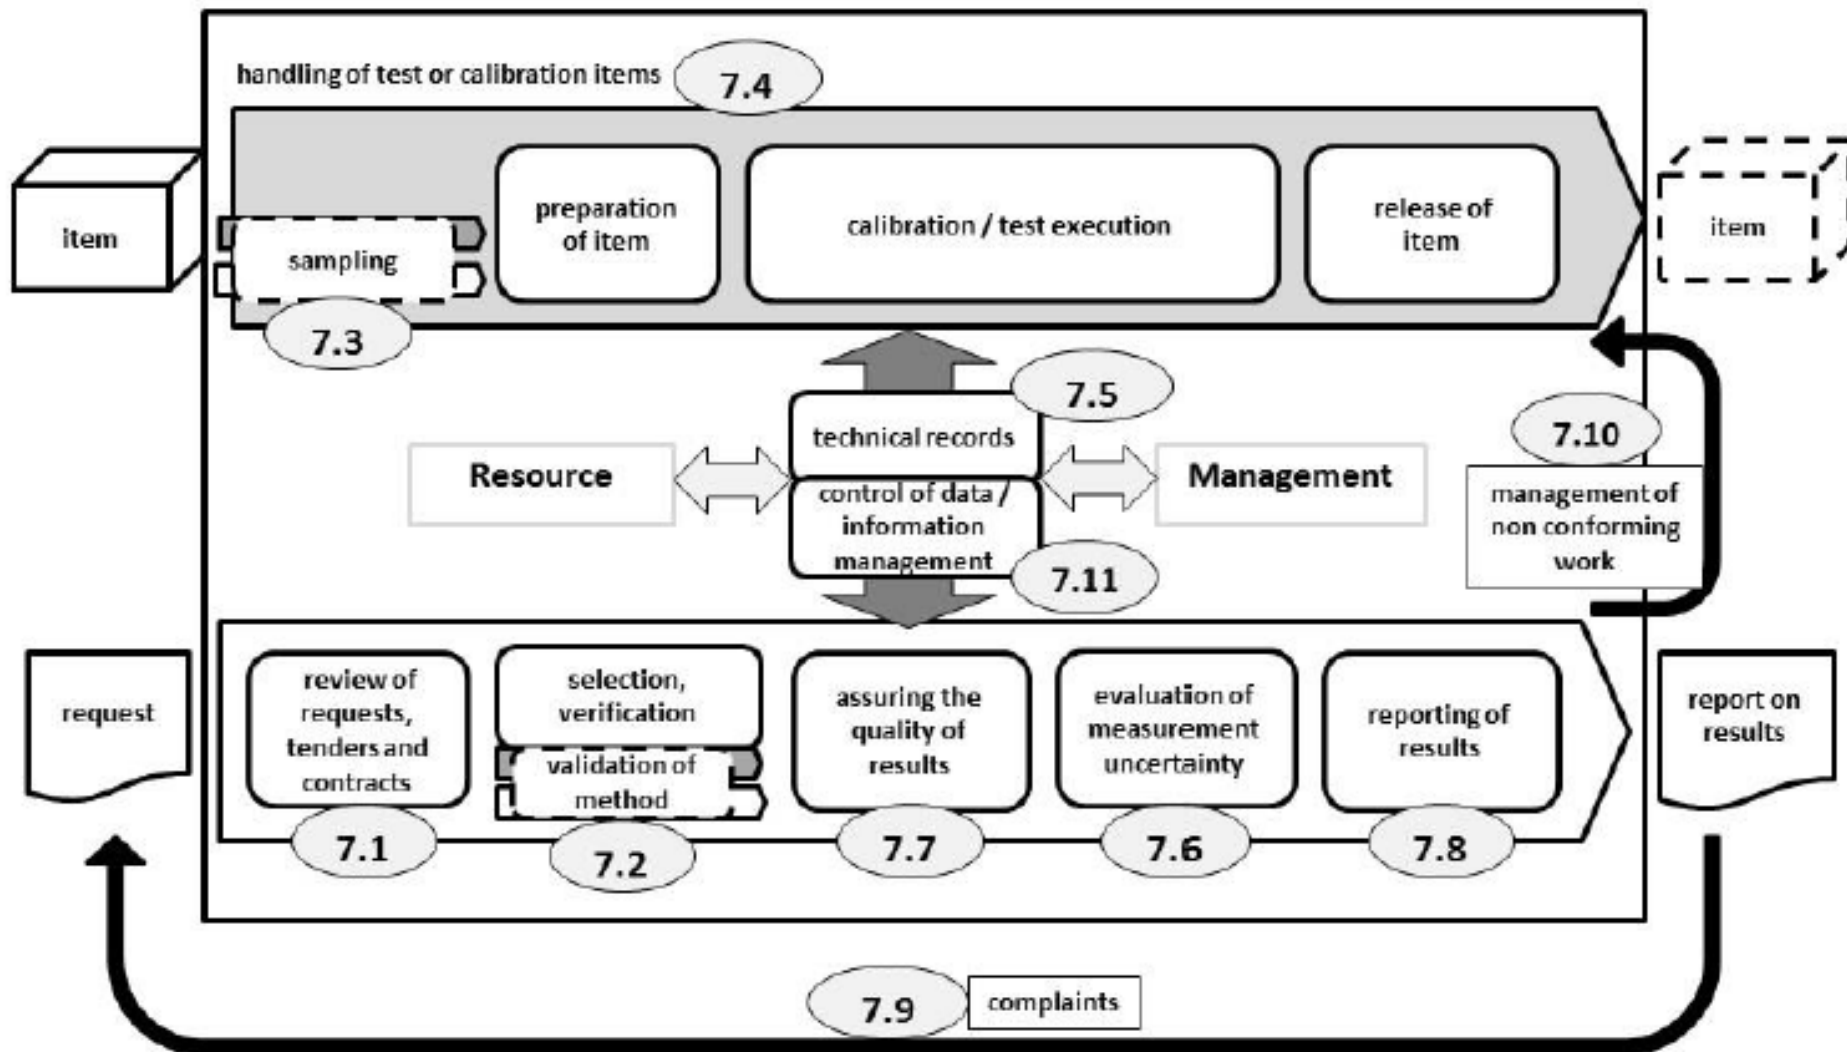 handling of test or calibration items
7.4
item
sampling
7.3
preparation
of item
calibration / test execution
release of
item
item
7.5
technical records
Resource
Management
control of data /
information
management
7.11
7.10
management of
non conforming
work
request
review of
requests,
tenders and
contracts
7.1
selection,
verification
validation of
method
7.2
assuring the
quality of
results
7.7
evaluation of
measurement
uncertainty
7.6
reporting of
results
7.8
report on
results
7.9
complaints